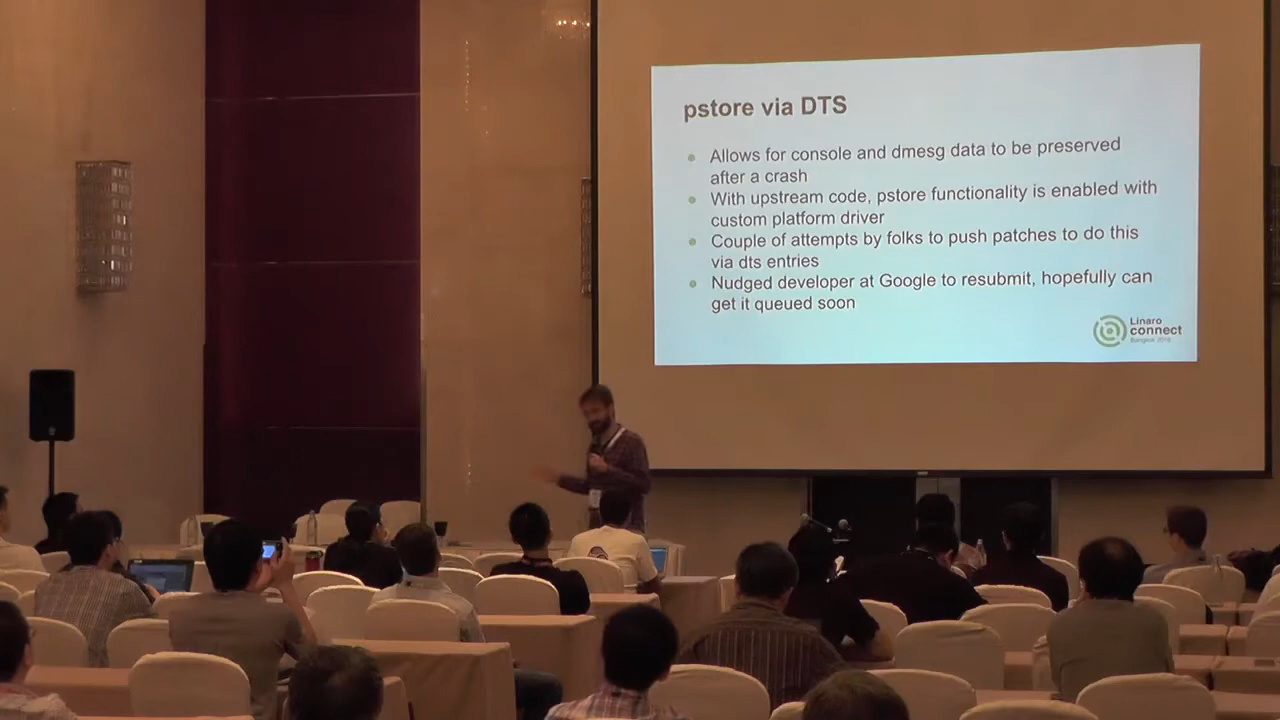 pstore via DTS
Allows for console and dmesg data to be preserved
after a crash
With upstream code, pstore functionality is enabled with
custom platform driver
Couple of attempts by folks to push patches to do this
via dts entries
Nudged developer at Google to resubmit, hopefully can
get it queued soon
Linaro
connect
Bangkok 2016